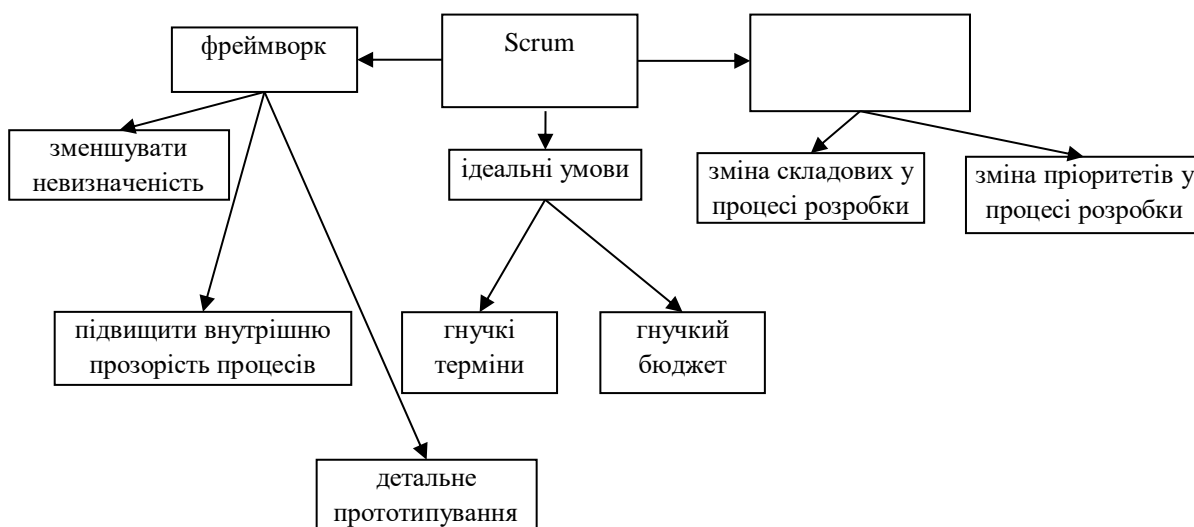 фреймворк
Scrum
зменшувати
невизначеність
ідеальні умови
зміна складових у
процесі розробки
зміна пріоритетів у
процесі розробки
підвищити внутрішню
прозорість процесів
гнучкі
терміни
гнучкий
бюджет
детальне
прототипування